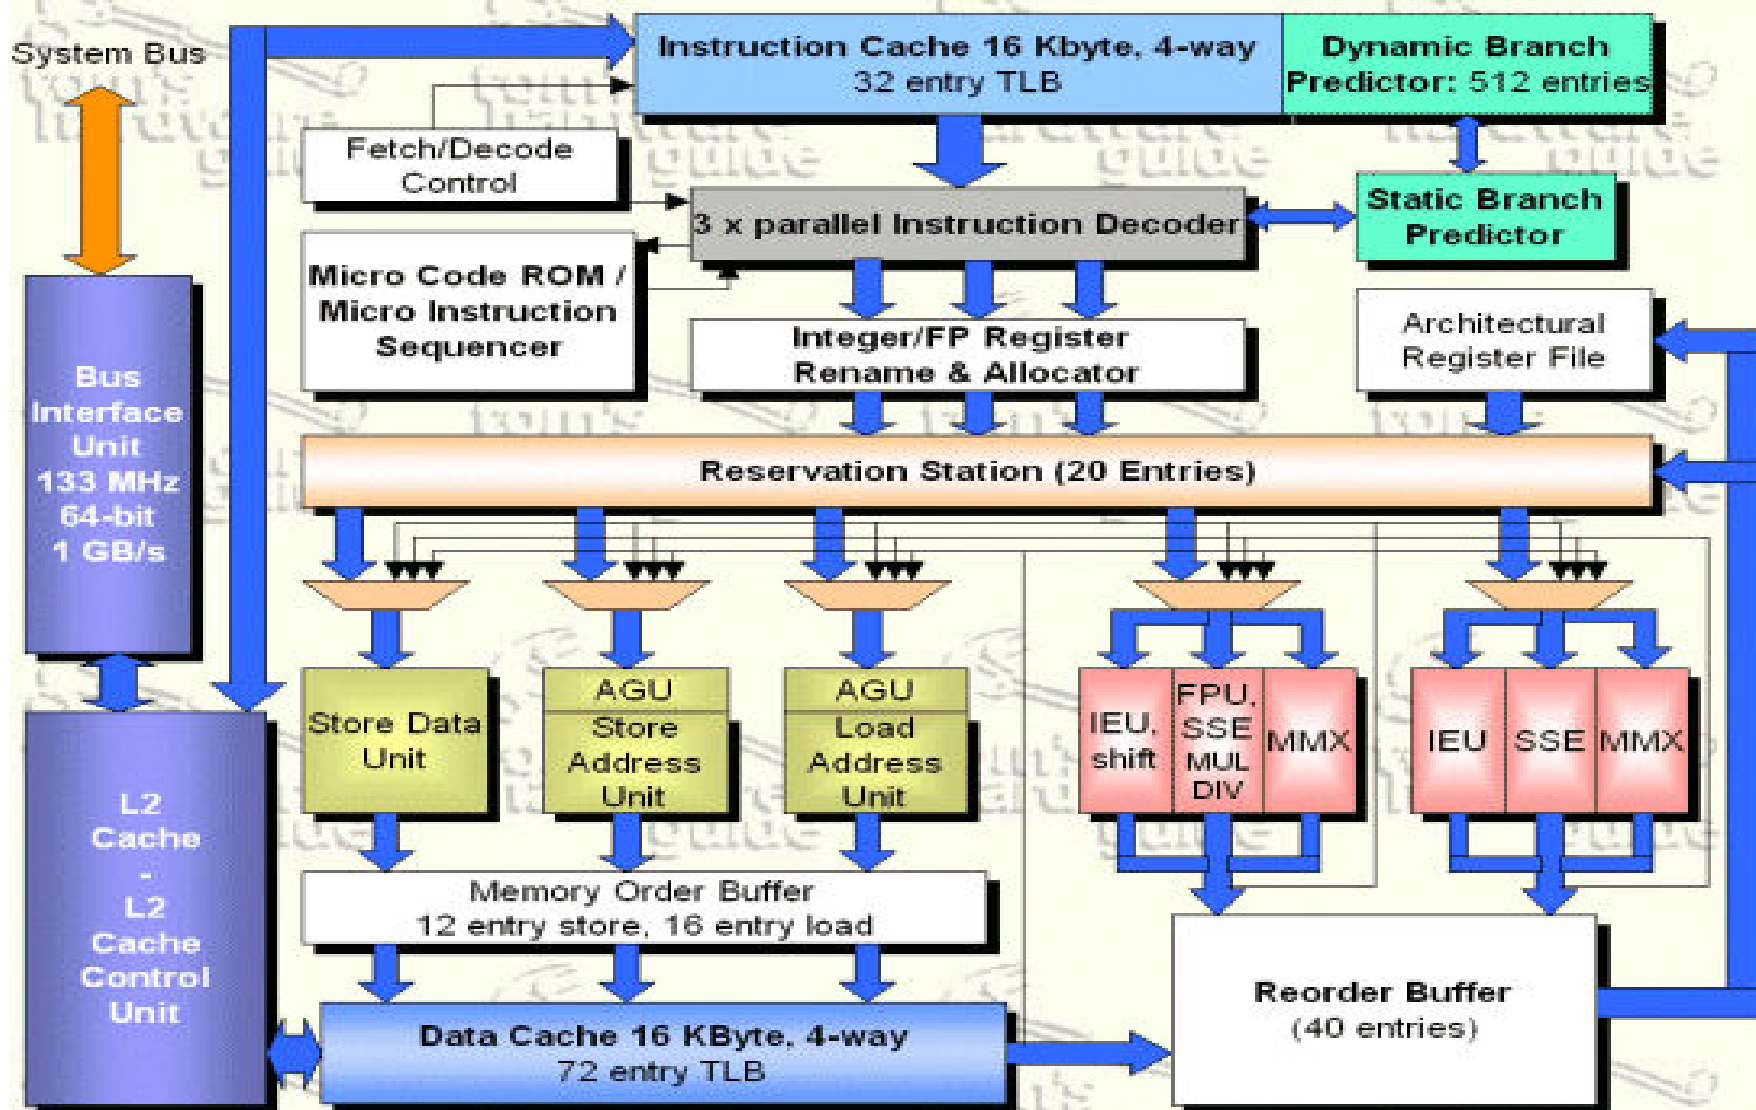 System Bus
Instruction Cache 16 Kbyte, 4-way
32 entry TLB
Dynamic Branch
Predictor: 512 entries
Fetch/Decode
Control
3 x parallel Instruction Decoder
Static Branch
Predictor
Micro Code ROM /
Micro Instruction
Sequencer
Integer/FP Register
Rename & Allocator
Architectural
Register File
Bus
Interface
Unit
133 MHz
64-bit
1 GB/s
Reservation Station (20 Entries)
Store Data
Unit
AGU
Store
Address
Unit
AGU
Load
Address
Unit
IEU,
shift
FPU,
SSE
MUL
DIV
MMX
IEU
SSE
MMX
L2
Cache
-
L2
Cache
Control
Unit
Memory Order Buffer
12 entry store, 16 entry load
Data Cache 16 KByte, 4-way
72 entry TLB
Reorder Buffer
(40 entries)